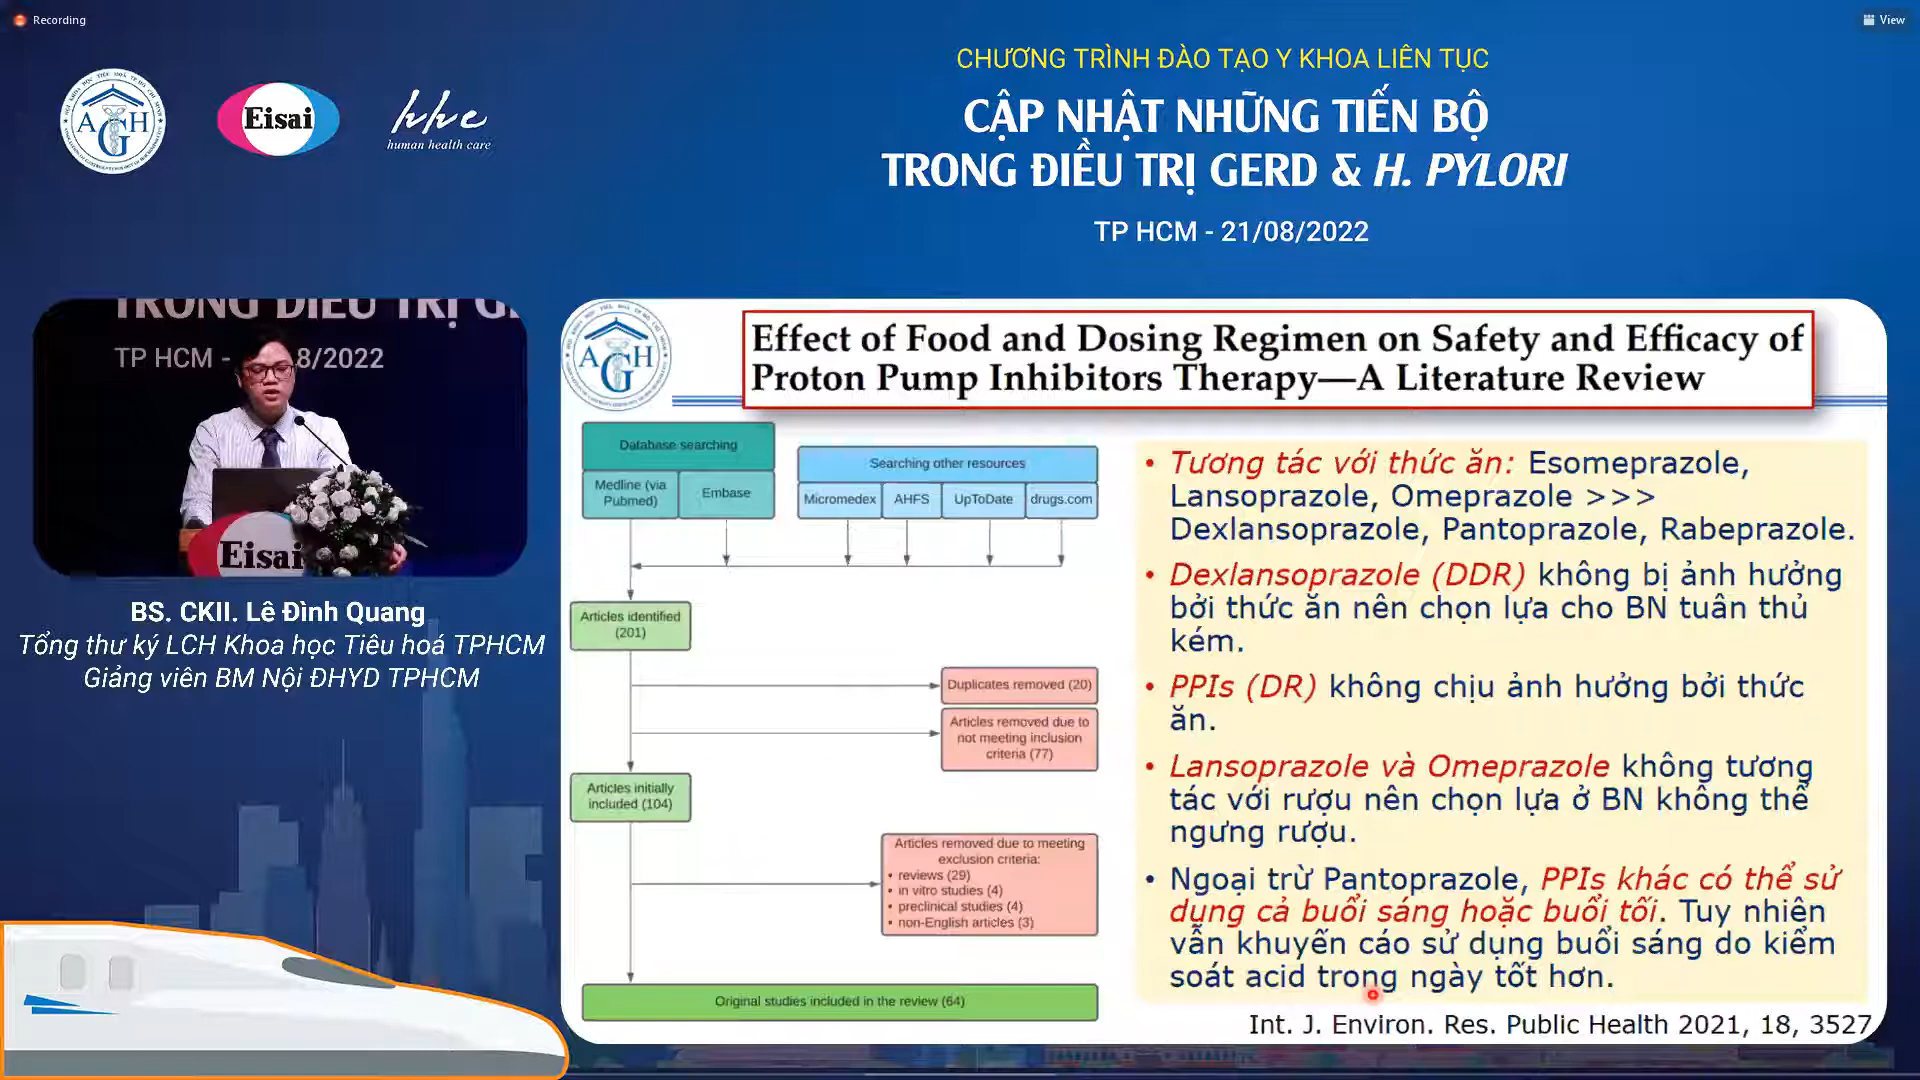 Recording
View
CHƯƠNG TRÌNH ĐÀO TẠO Y KHOA LIÊN TỤC
CẬP NHẬT NHỮNG TIẾN BỘ
TRONG ĐIỀU TRỊ GERD & H. PYLORI
TP HCM - 21/08/2022
AGH
Eisai
hhc
human health care
TRONG ĐIỀU TRỊ G
TP HCM -
8/2022
Eisai
BS. CKII. Lê Đình Quang
Tổng thư ký LCH Khoa học Tiêu hoá TPHCM
Giảng viên BM Nội ĐHYD TPHCM
AGH
Effect of Food and Dosing Regimen on Safety and Efficacy of
Proton Pump Inhibitors Therapy—A Literature Review
Database searching
Medline (via
Pubmed)
Embase
Searching other resources
Micromedex
AHFS
UpToDate
drugs.com
Articles identified
(201)
Duplicates removed (20)
Articles removed due to
not meeting inclusion
criteria (77)
Articles initially
included (104)
Articles removed due to meeting
exclusion criteria:
• reviews (29)
• in vitro studies (4)
• preclinical studies (4)
• non-English articles (3)
Original studies included in the review (64)
• Tương tác với thức ăn: Esomeprazole,
Lansoprazole, Omeprazole >>>
Dexlansoprazole, Pantoprazole, Rabeprazole.
• Dexlansoprazole (DDR) không bị ảnh hưởng
bởi thức ăn nên chọn lựa cho BN tuân thủ
kém.
• PPIs (DR) không chịu ảnh hưởng bởi thức
ăn.
• Lansoprazole và Omeprazole không tương
tác với rượu nên chọn lựa ở BN không thể
ngưng rượu.
• Ngoại trừ Pantoprazole, PPIs khác có thể sử
dụng cả buổi sáng hoặc buổi tối. Tuy nhiên
vẫn khuyến cáo sử dụng buổi sáng do kiểm
soát acid trong ngày tốt hơn.
Int. J. Environ. Res. Public Health 2021, 18, 3527